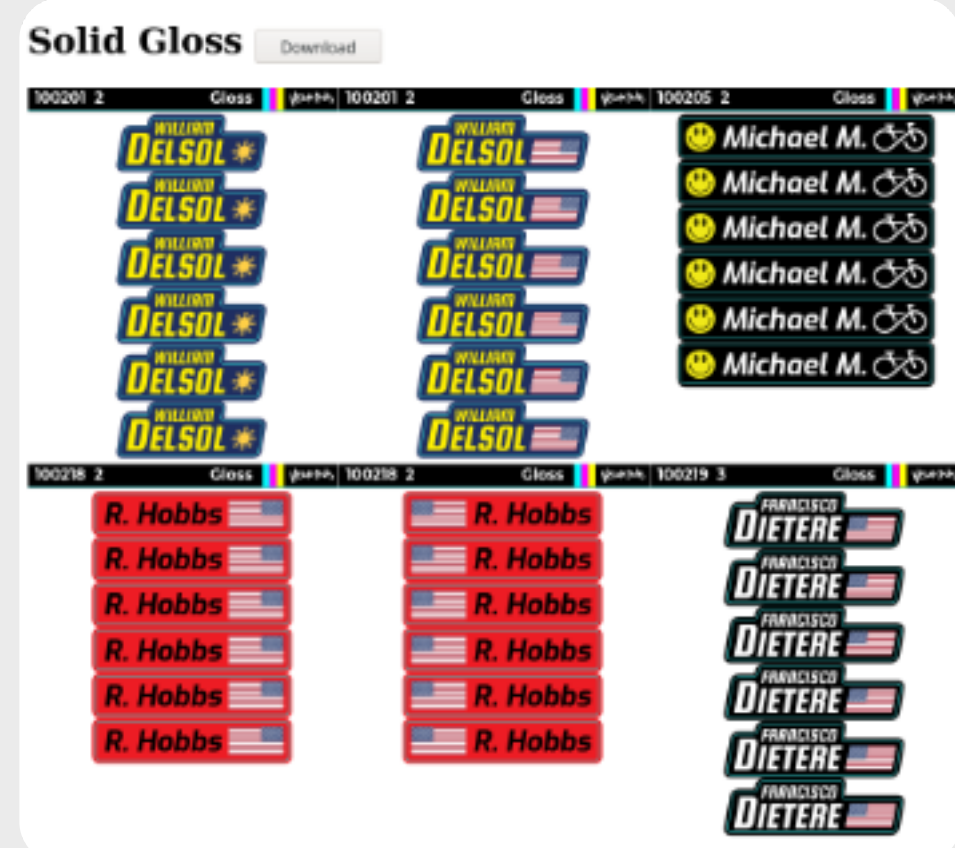 Solid Gloss
Download
100201 2 Gloss
100201 2 Gloss
100205 2 Gloss
WILLIAM
DELSOL
WILLIAM
DELSOL
WILLIAM
DELSOL
WILLIAM
DELSOL
WILLIAM
DELSOL
WILLIAM
DELSOL
WILLIAM
DELSOL
WILLIAM
DELSOL
WILLIAM
DELSOL
WILLIAM
DELSOL
WILLIAM
DELSOL
WILLIAM
DELSOL
Michael M.
Michael M.
Michael M.
Michael M.
Michael M.
Michael M.
100218 2 Gloss
100218 2 Gloss
100219 3 Gloss
R. Hobbs
R. Hobbs
R. Hobbs
R. Hobbs
R. Hobbs
R. Hobbs
R. Hobbs
R. Hobbs
R. Hobbs
R. Hobbs
R. Hobbs
R. Hobbs
FRANCISCO
DIETERE
FRANCISCO
DIETERE
FRANCISCO
DIETERE
FRANCISCO
DIETERE
FRANCISCO
DIETERE
FRANCISCO
DIETERE